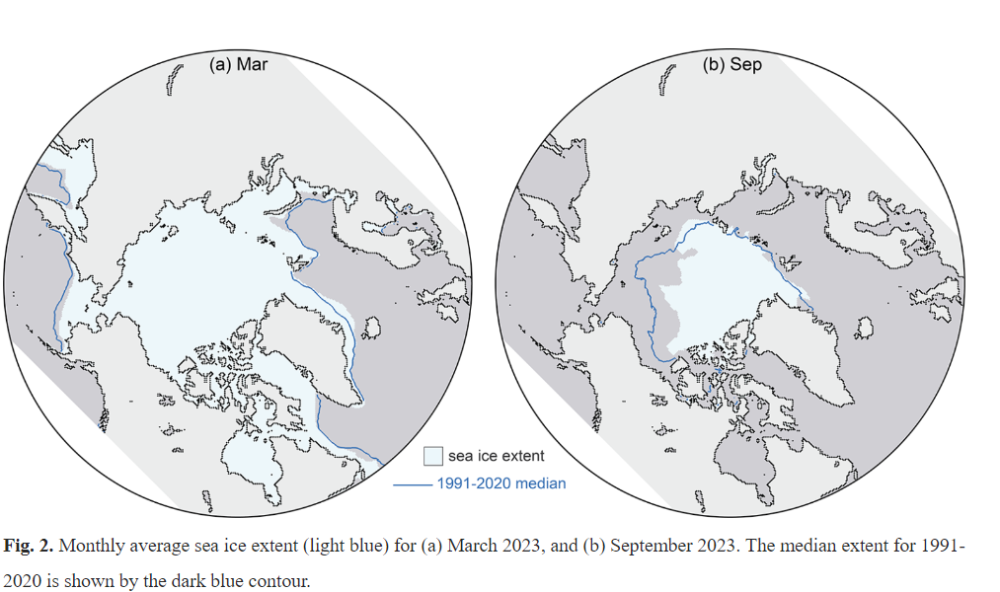 (a) Mar
(b) Sep
sea ice extent
1991-2020 median
Fig. 2. Monthly average sea ice extent (light blue) for (a) March 2023, and (b) September 2023. The median extent for 1991-
2020 is shown by the dark blue contour.